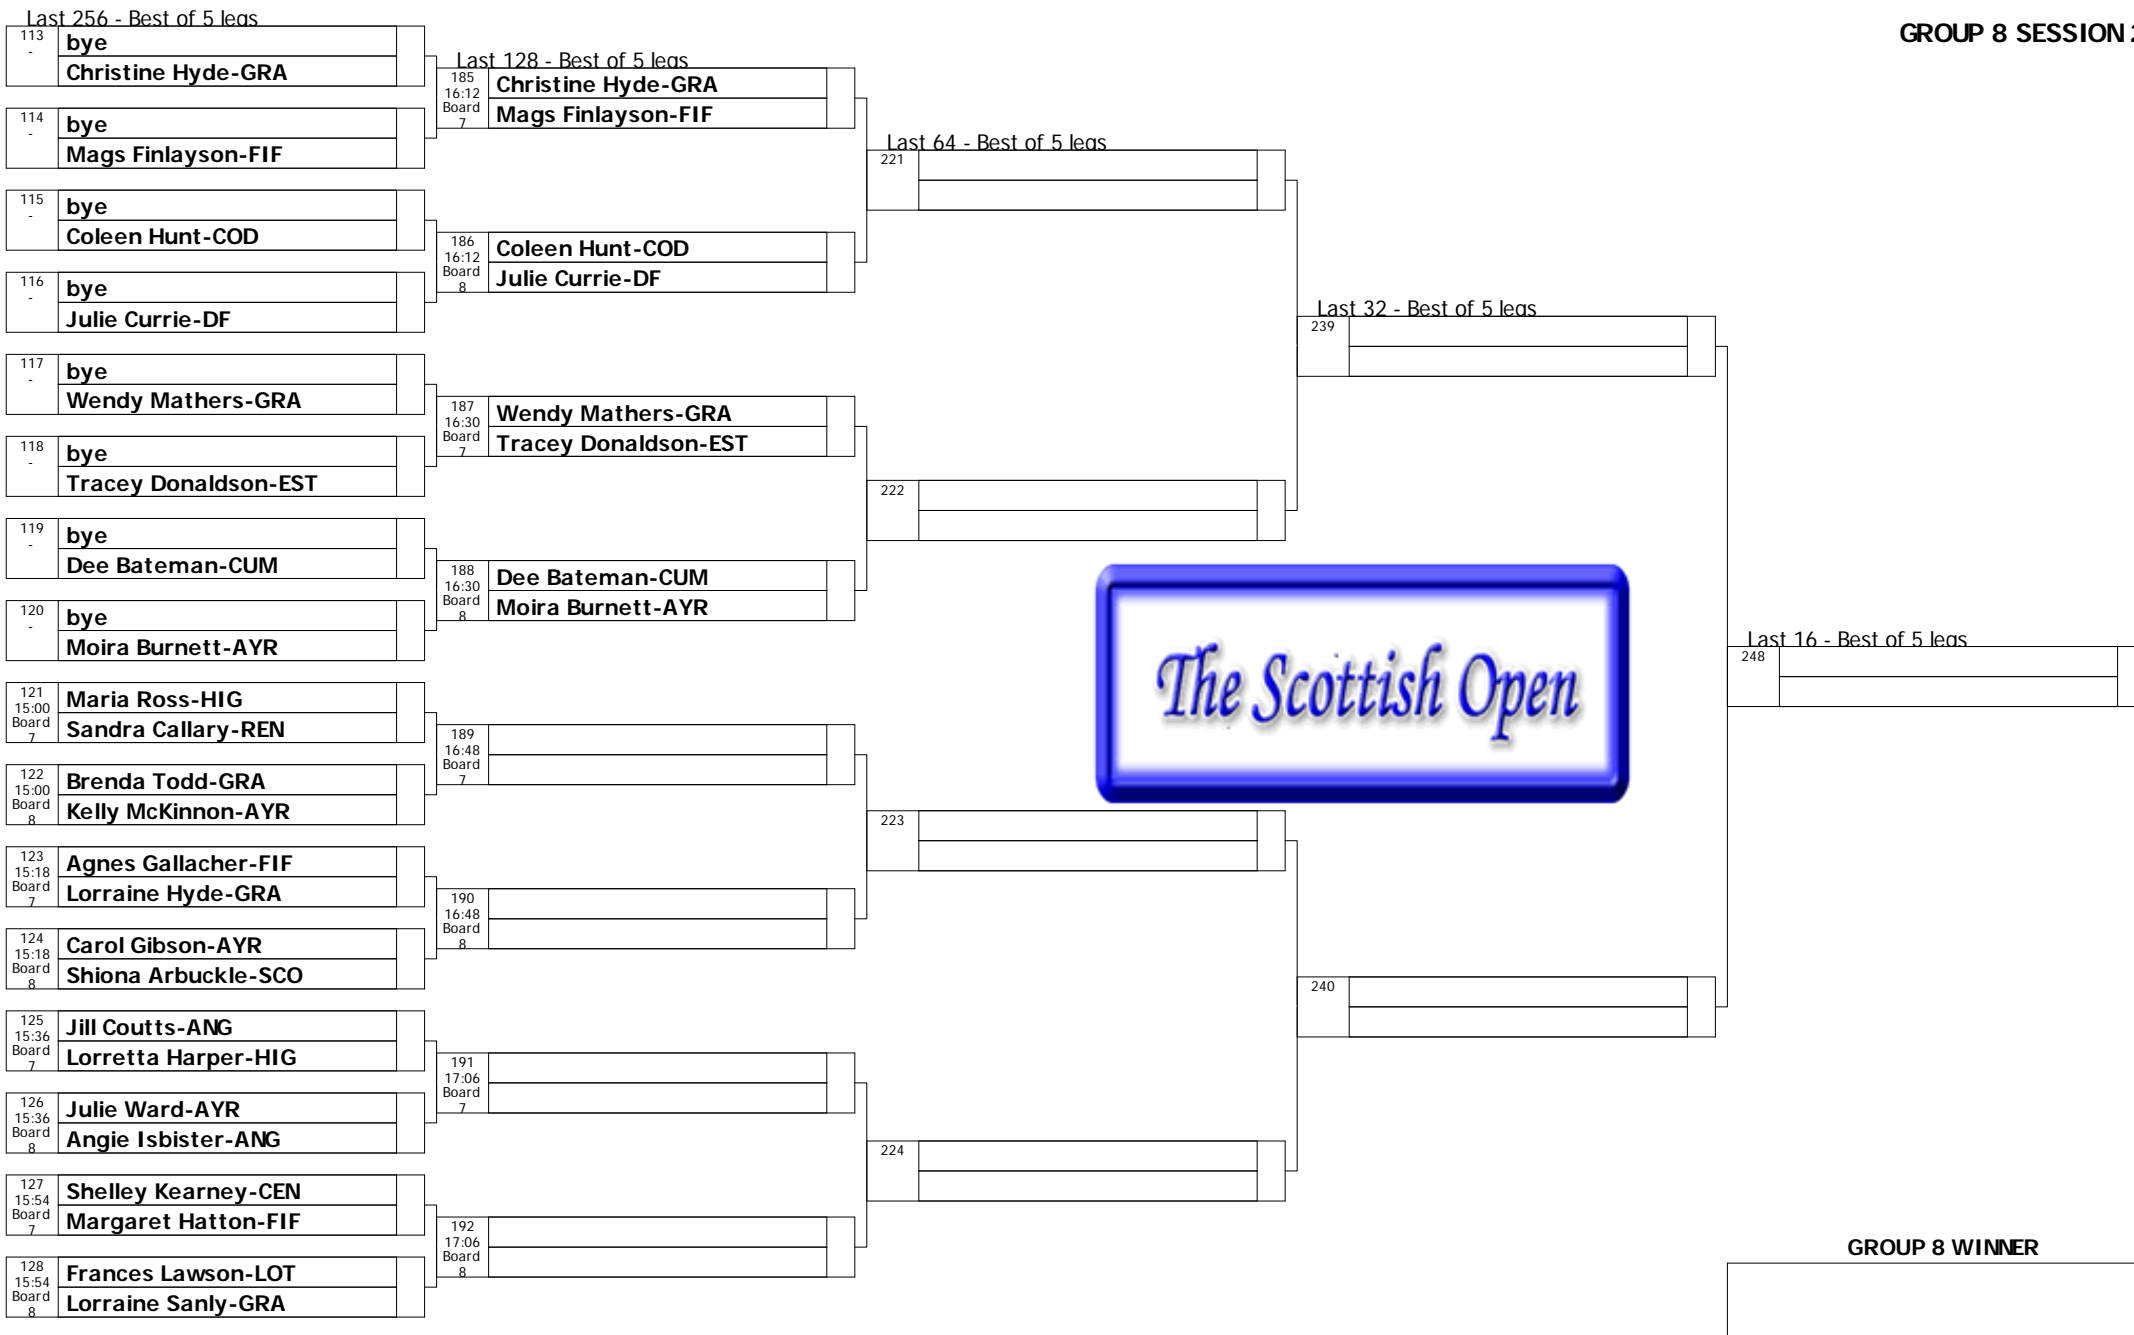 Last 256 - Best of 5 legs
GROUP 8 SESSION 2
113
-
bye
Christine Hyde-GRA
114
-
bye
Mags Finlayson-FIF
115
-
bye
Coleen Hunt-COD
116
-
bye
Julie Currie-DF
117
-
bye
Wendy Mathers-GRA
118
-
bye
Tracey Donaldson-EST
119
-
bye
Dee Bateman-CUM
120
-
bye
Moira Burnett-AYR
121
15:00
Board
7
Maria Ross-HIG
Sandra Callary-REN
122
15:00
Board
8
Brenda Todd-GRA
Kelly McKinnon-AYR
123
15:18
Board
7
Agnes Gallacher-FIF
Lorraine Hyde-GRA
124
15:18
Board
8
Carol Gibson-AYR
Shiona Arbuckle-SCO
125
15:36
Board
7
Jill Coutts-ANG
Lorretta Harper-HIG
126
15:36
Board
8
Julie Ward-AYR
Angie Isbister-ANG
127
15:54
Board
7
Shelley Kearney-CEN
Margaret Hatton-FIF
128
15:54
Board
8
Frances Lawson-LOT
Lorraine Sanly-GRA
Last 128 - Best of 5 legs
185
16:12
Board
7
Christine Hyde-GRA
Mags Finlayson-FIF
186
16:12
Board
8
Coleen Hunt-COD
Julie Currie-DF
187
16:30
Board
7
Wendy Mathers-GRA
Tracey Donaldson-EST
188
16:30
Board
8
Dee Bateman-CUM
Moira Burnett-AYR
189
16:48
Board
7
190
16:48
Board
8
191
17:06
Board
7
192
17:06
Board
8
Last 64 - Best of 5 legs
221
222
223
224
Last 32 - Best of 5 legs
239
240
The Scottish Open
Last 16 - Best of 5 legs
248
GROUP 8 WINNER